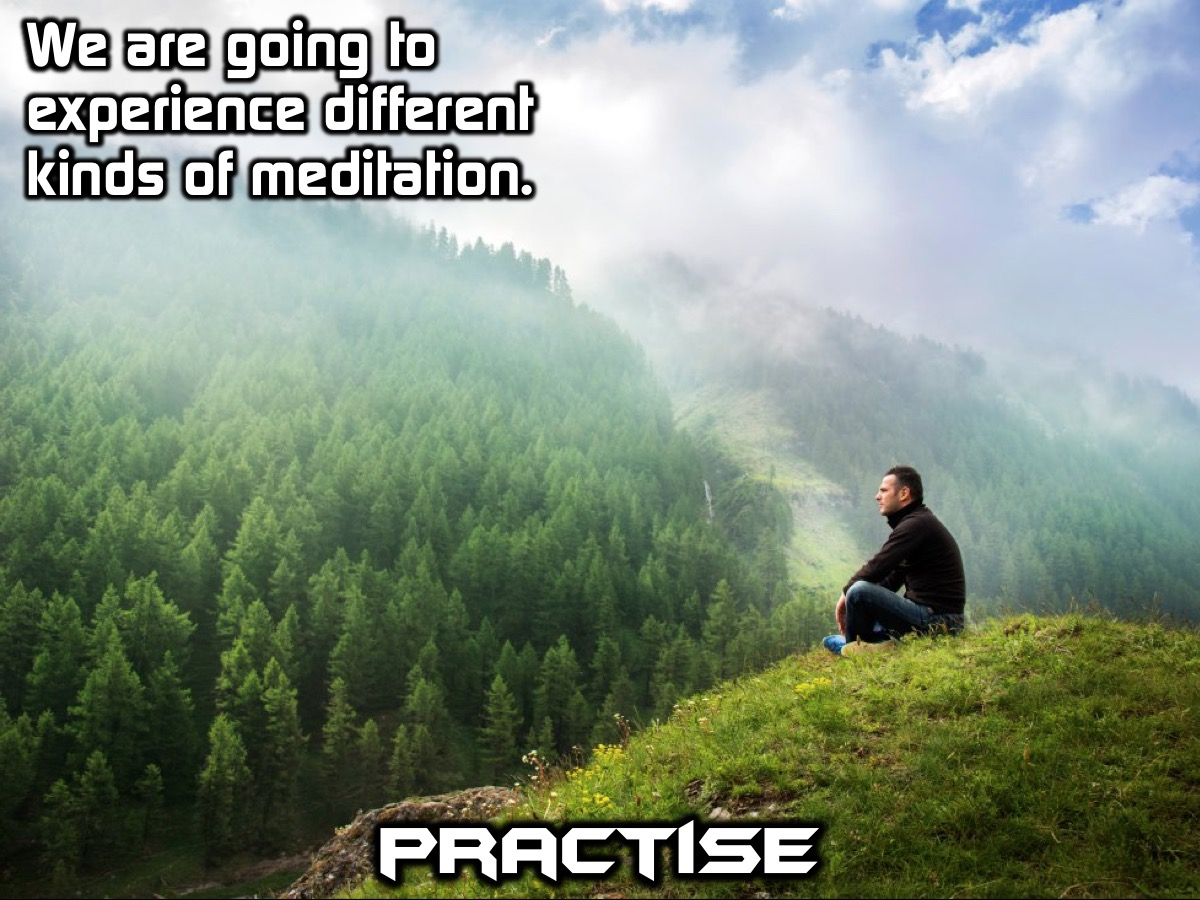 We are going to
experience different
kinds of meditation.
PRACTISE